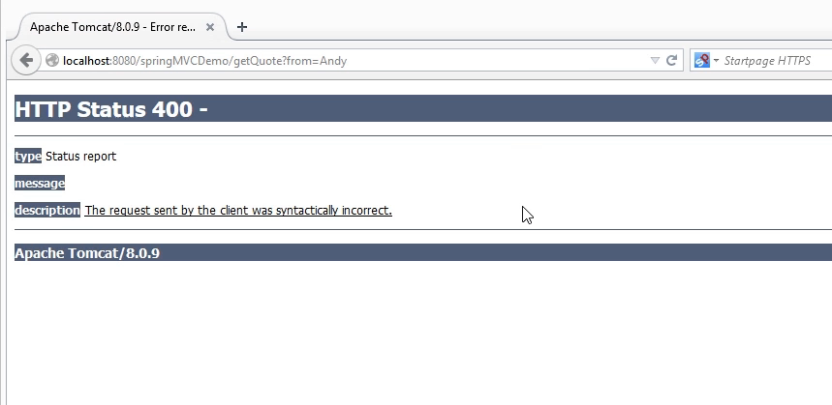 Apache Tomcat/8.0.9 - Error re...
localhost:8080/springMVCDemo/getQuote?from=Andy
Startpage HTTPS
HTTP Status 400 -
type Status report
message
description The request sent by the client was syntactically incorrect.
Apache Tomcat/8.0.9